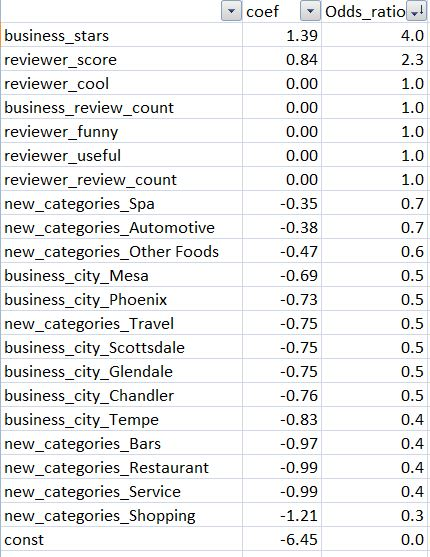 coef Odds_ratio
business_stars 1.39 4.0
reviewer_score 0.84 2.3
reviewer_cool 0.00 1.0
business_review_count 0.00 1.0
reviewer_funny 0.00 1.0
reviewer_useful 0.00 1.0
reviewer_review_count 0.00 1.0
new_categories_Spa -0.35 0.7
new_categories_Automotive -0.38 0.7
new_categories_Other Foods -0.47 0.6
business_city_Mesa -0.69 0.5
business_city_Phoenix -0.73 0.5
new_categories_Travel -0.75 0.5
business_city_Scottsdale -0.75 0.5
business_city_Glendale -0.75 0.5
business_city_Chandler -0.76 0.5
business_city_Tempe -0.83 0.4
new_categories_Bars -0.97 0.4
new_categories_Restaurant -0.99 0.4
new_categories_Service -0.99 0.4
new_categories_Shopping -1.21 0.3
const -6.45 0.0